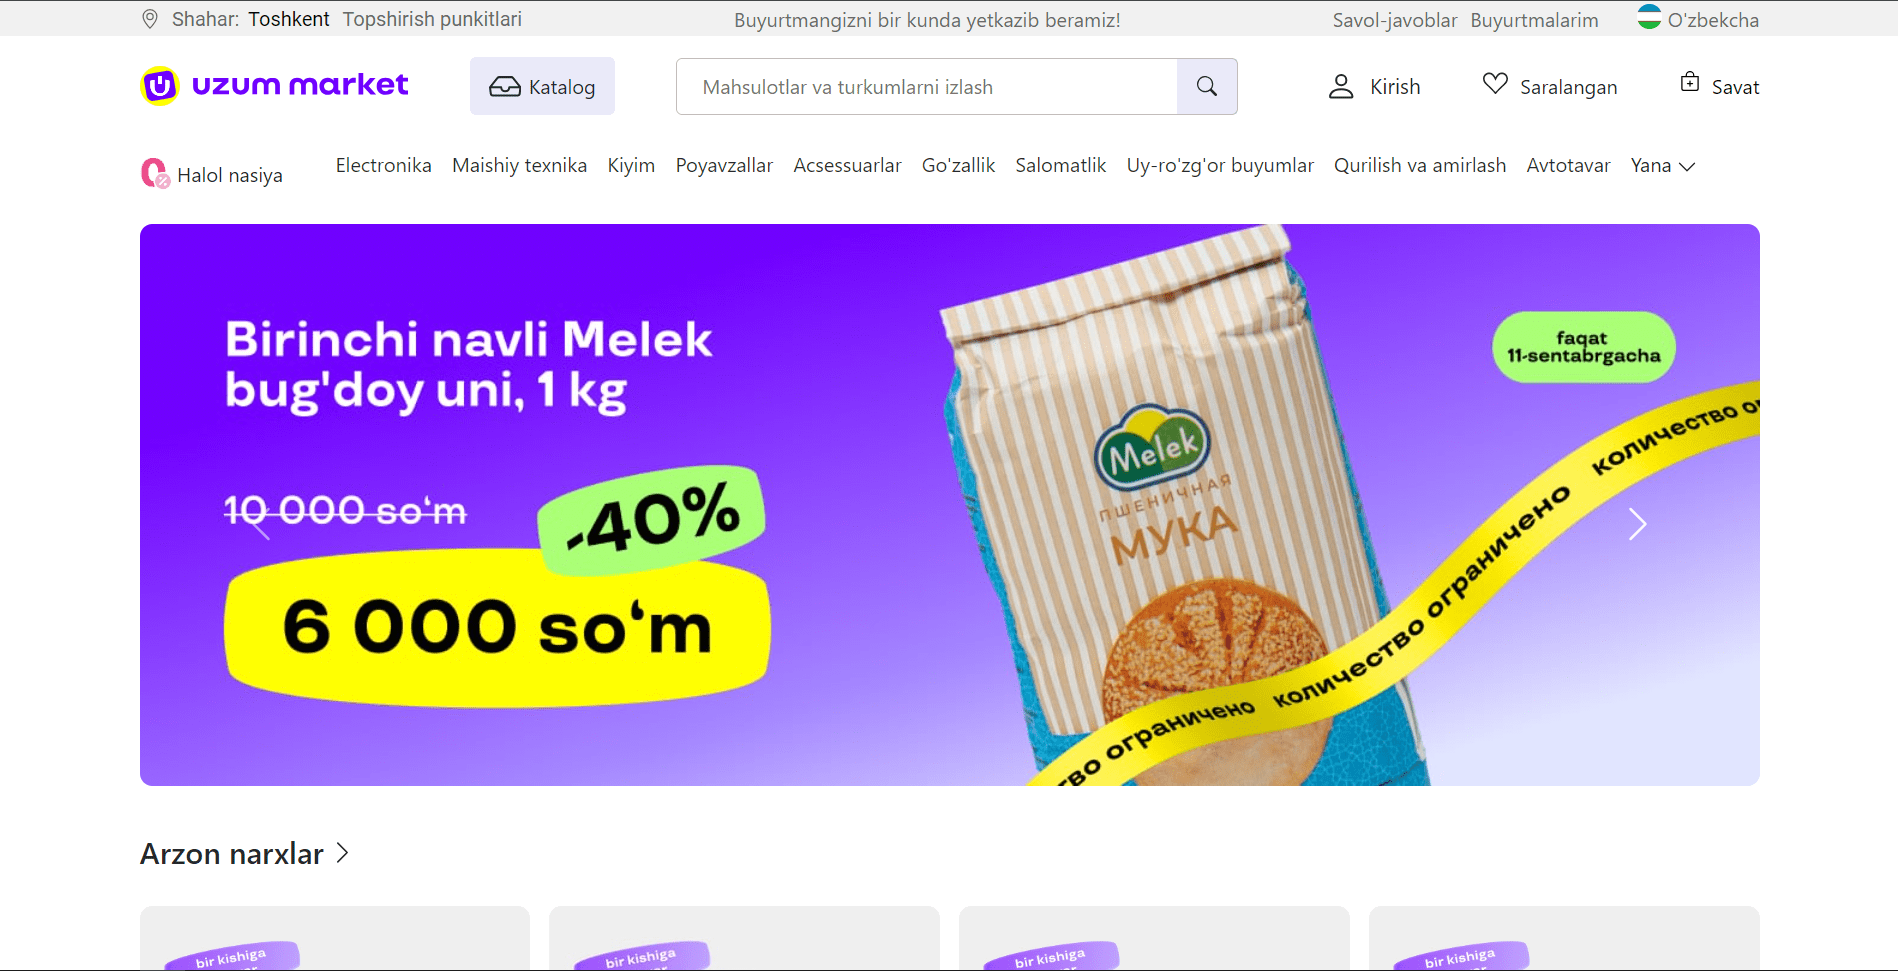 Shahar: Toshkent Topshirish punkitlari
Buyurtmangizni bir kunda yetkazib beramiz!
Savol-javoblar Buyurtmalarim O'zbekcha
uzum market
Katalog
Mahsulotlar va turkumlarni izlash
Kirish
Saralangan
Savat
Halol nasiya
Electronika Maishiy texnika Kiyim Poyavzallar Acsessuarlar Go'zallik Salomatlik Uy-ro'zg'or buyumlar Qurilish va amirlash Avtotavar Yana
Birinchi navli Melek
bug'doy uni, 1 kg
10 000 so‘m
-40%
6 000 so‘m
Melek
ПШЕНИЧНАЯ
МУКА
faqat
11-sentabrgacha
тво ограничено количество ограничено количество
Arzon narxlar
bir kishiga
bir kishiga
bir kishiga
bir kishiga